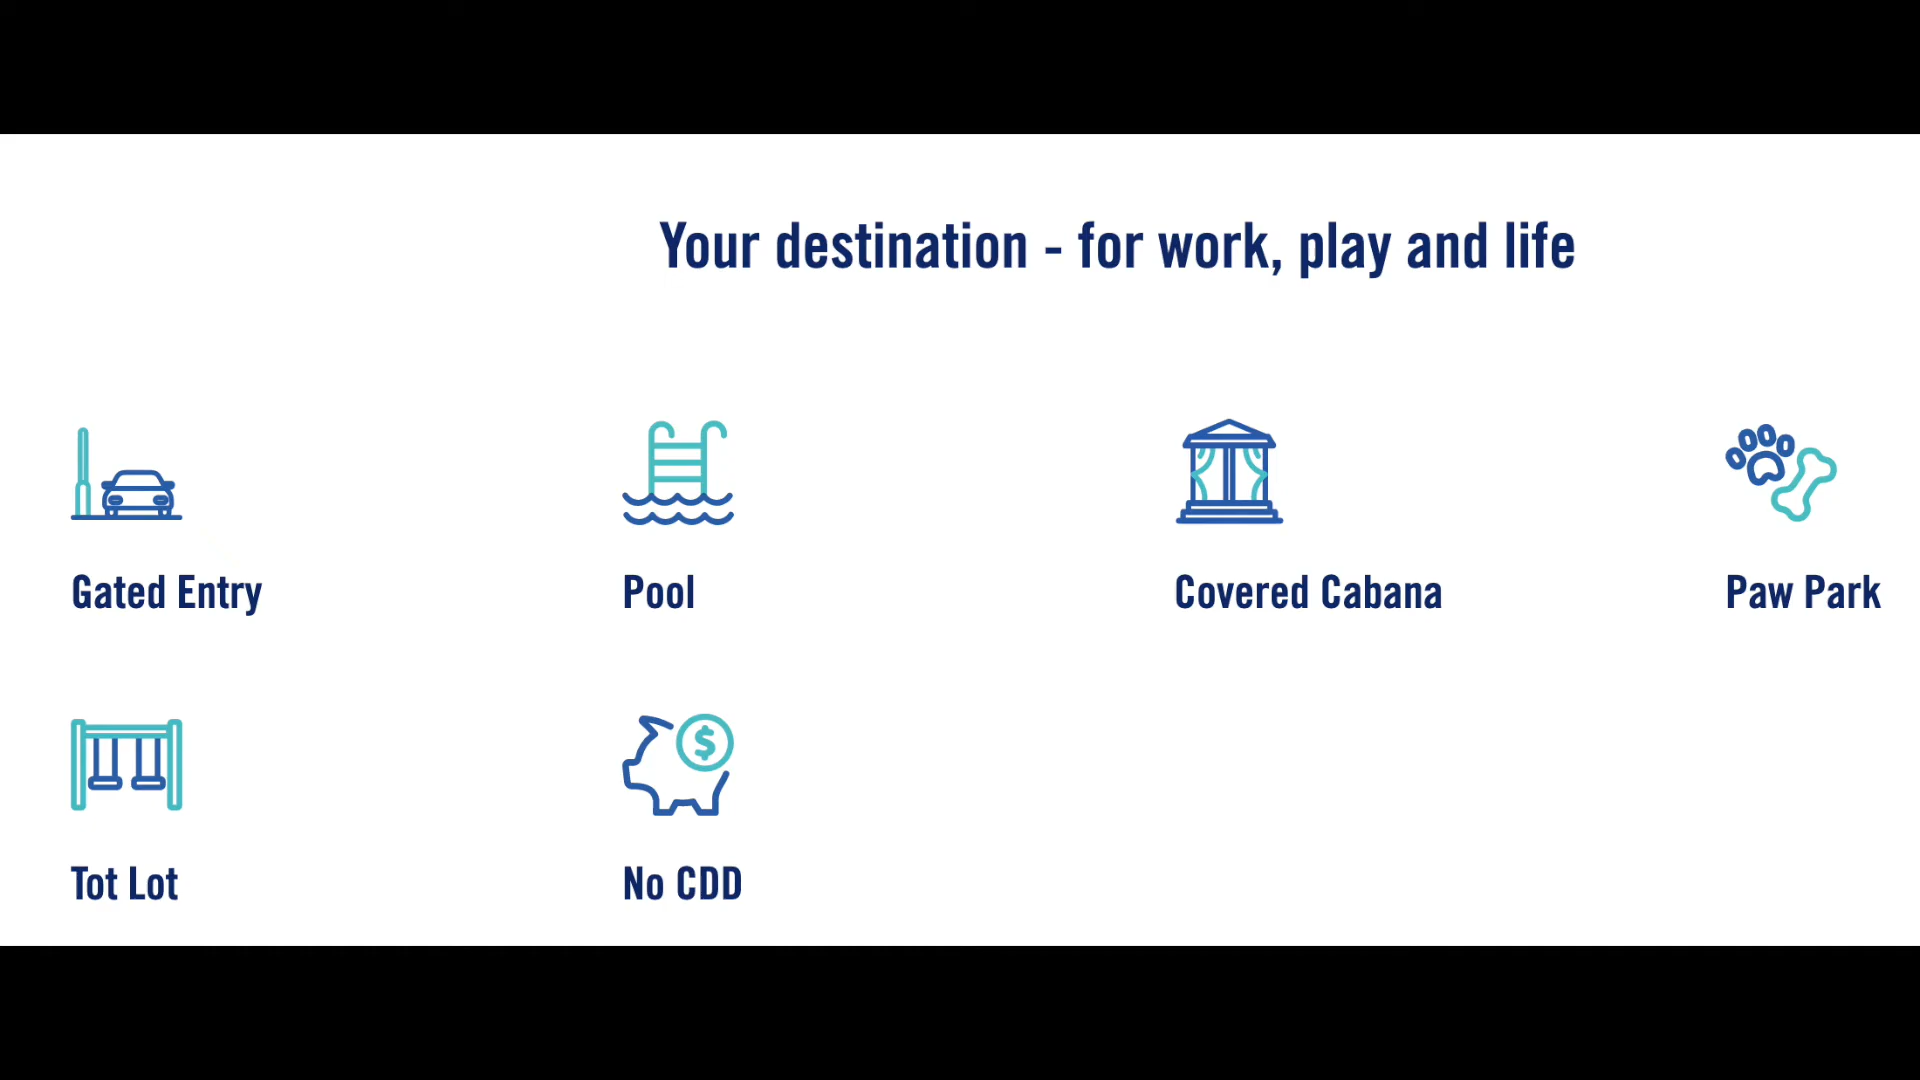 Your destination - for work, play and life
Gated Entry
Pool
Covered Cabana
Paw Park
$
Tot Lot
No CDD